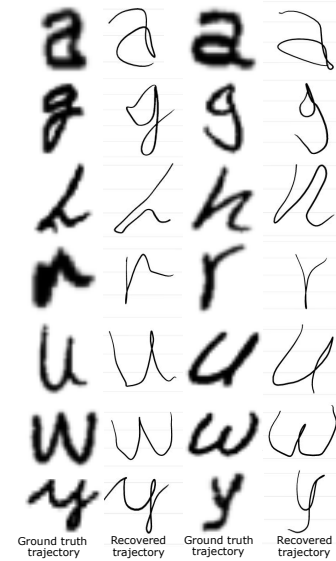 a a a a
g g g g
h h h h
r r r r
u u u u
w w w w
y y y y
Ground truth trajectory Recovered trajectory Ground truth trajectory Recovered trajectory